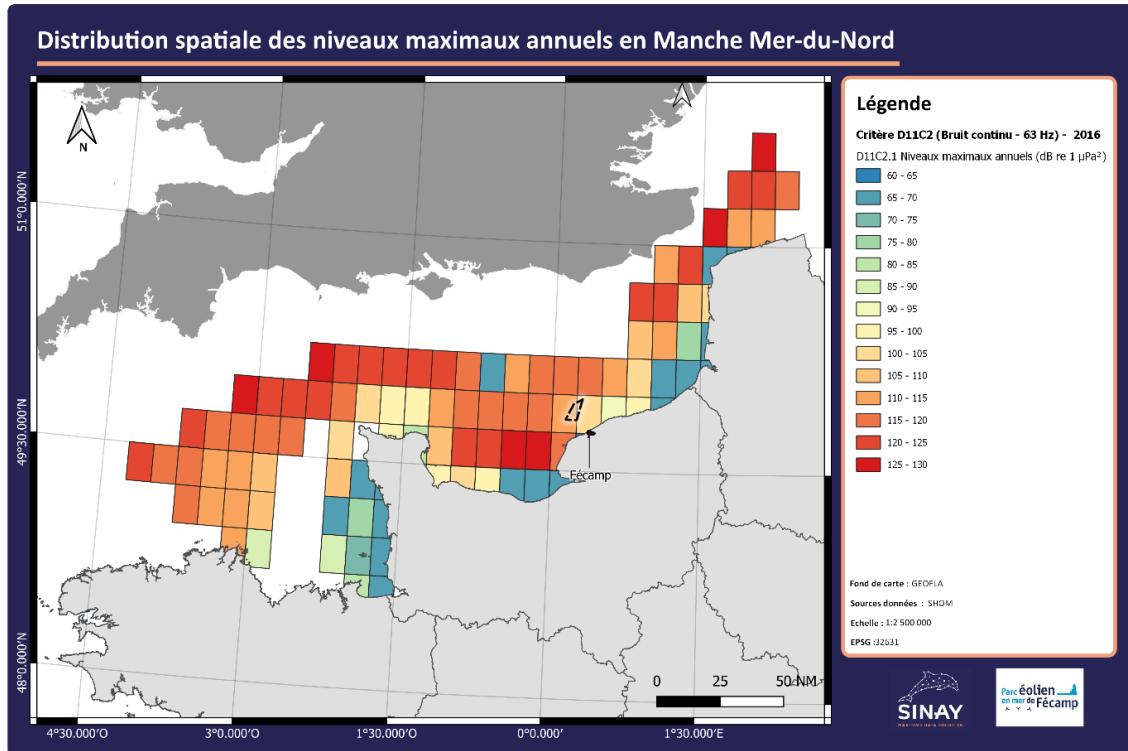 Distribution spatiale des niveaux maximaux annuels en Manche Mer-du-Nord
N
51°0.000'N
49°30.000'N
48°0.000'N
4°30.000'O
3°0.000'O
1°30.000'O
0°0.000'O
1°30.000'E
Fécamp
0 25 50 NM
Légende
Critère D11C2 (Bruit continu - 63 Hz) - 2016
D11C2.1 Niveaux maximaux annuels (dB re 1 µPa²)
60 - 65
65 - 70
70 - 75
75 - 80
80 - 85
85 - 90
90 - 95
95 - 100
100 - 105
105 - 110
110 - 115
115 - 120
120 - 125
125 - 130
Fond de carte : GEOFLA
Sources données : SHOM
Echelle : 1:2 500 000
EPSG :32631
SINAY
MARITIME DATA SOLUTION
Parc éolien
en mer de Fécamp